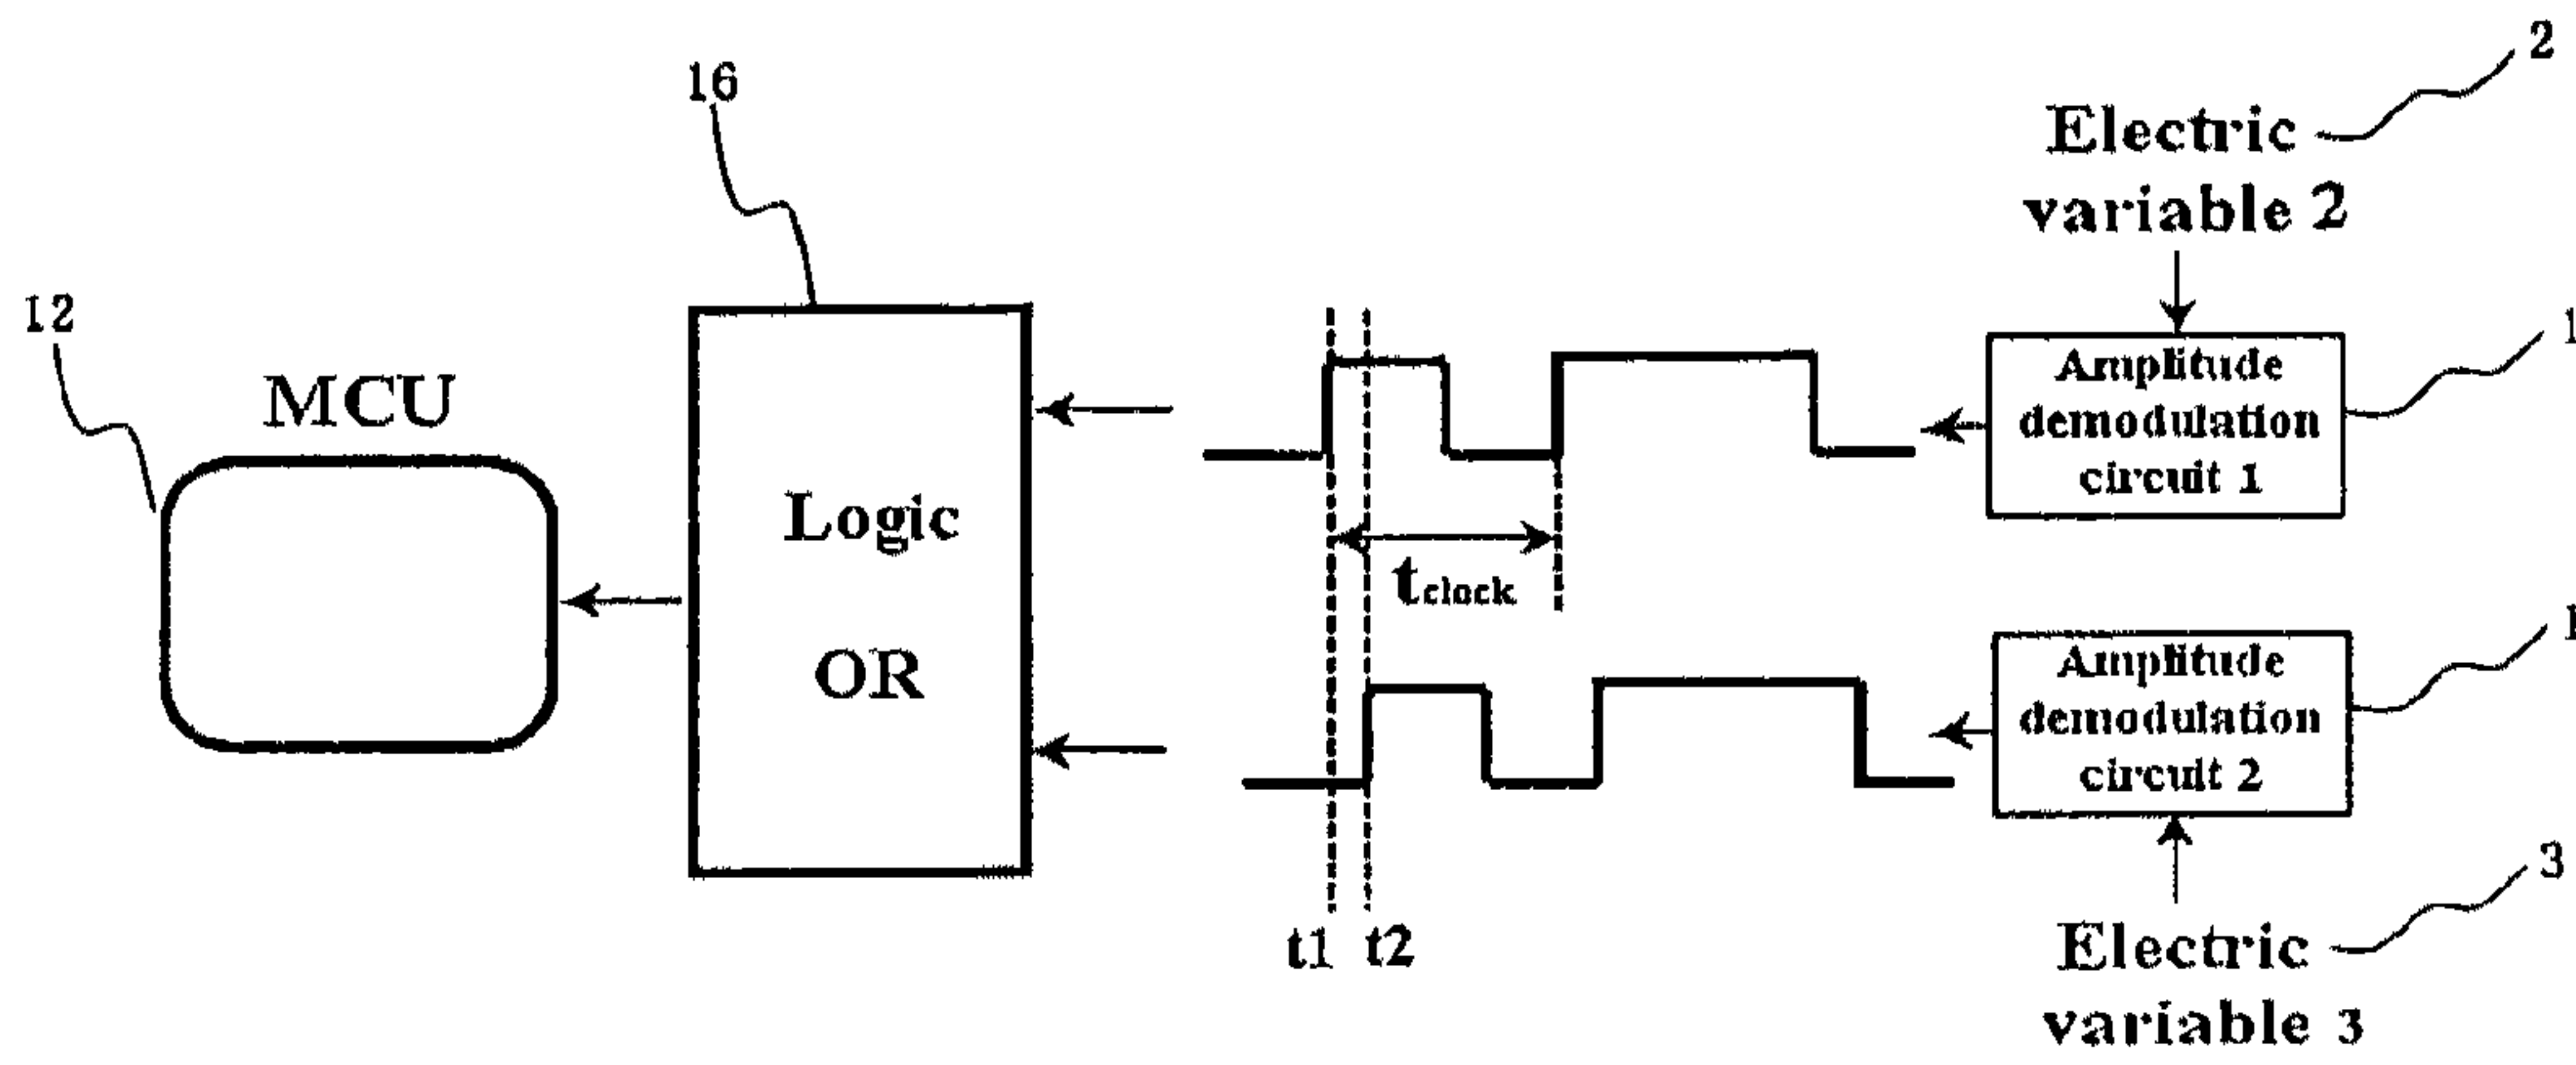 2
Electric
variable 2
16
12
MCU
Logic
OR
Amplitude
demodulation
circuit 1
1
tclock
Amplitude
demodulation
circuit 2
t1 t2
3
Electric
variable 3